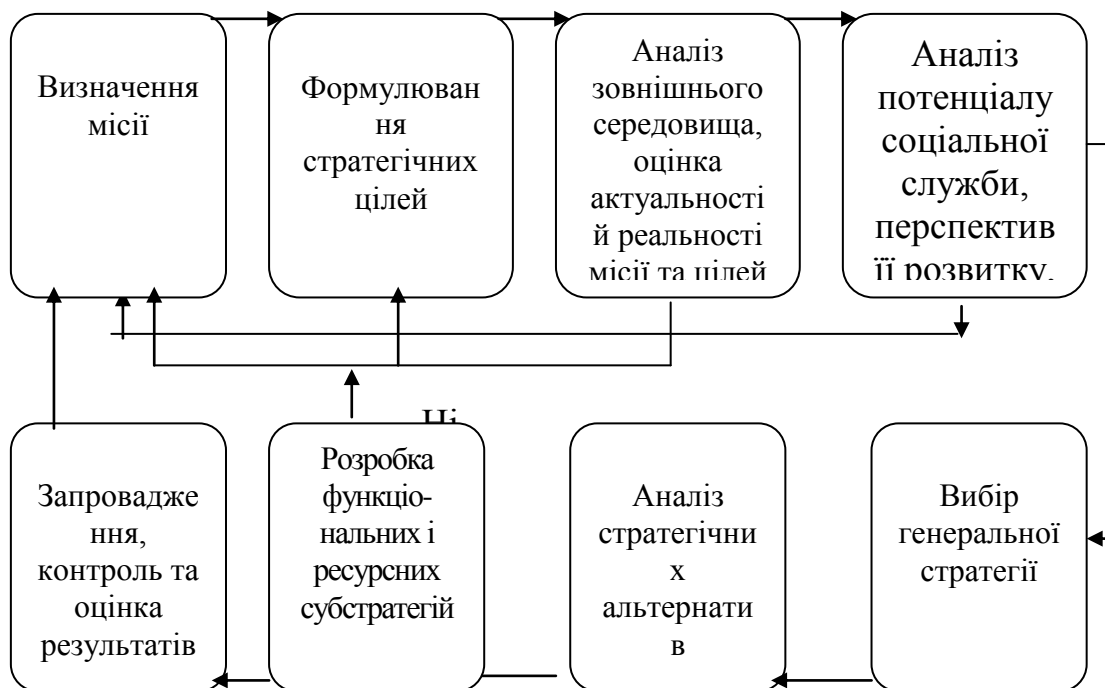 Визначення
місії
Формулюван
ня
стратегічних
цілей
Аналіз
зовнішнього
середовища,
оцінка
актуальності
й реальності
місії та цілей
Аналіз
потенціалу
соціальної
служби,
перспектив
її розвитку.
Ні
Запровадже
ння,
контроль та
оцінка
результатів
Розробка
функціо-
нальних і
ресурсних
субстратегій
Аналіз
стратегічни
х
альтернати
в
Вибір
генеральної
стратегії